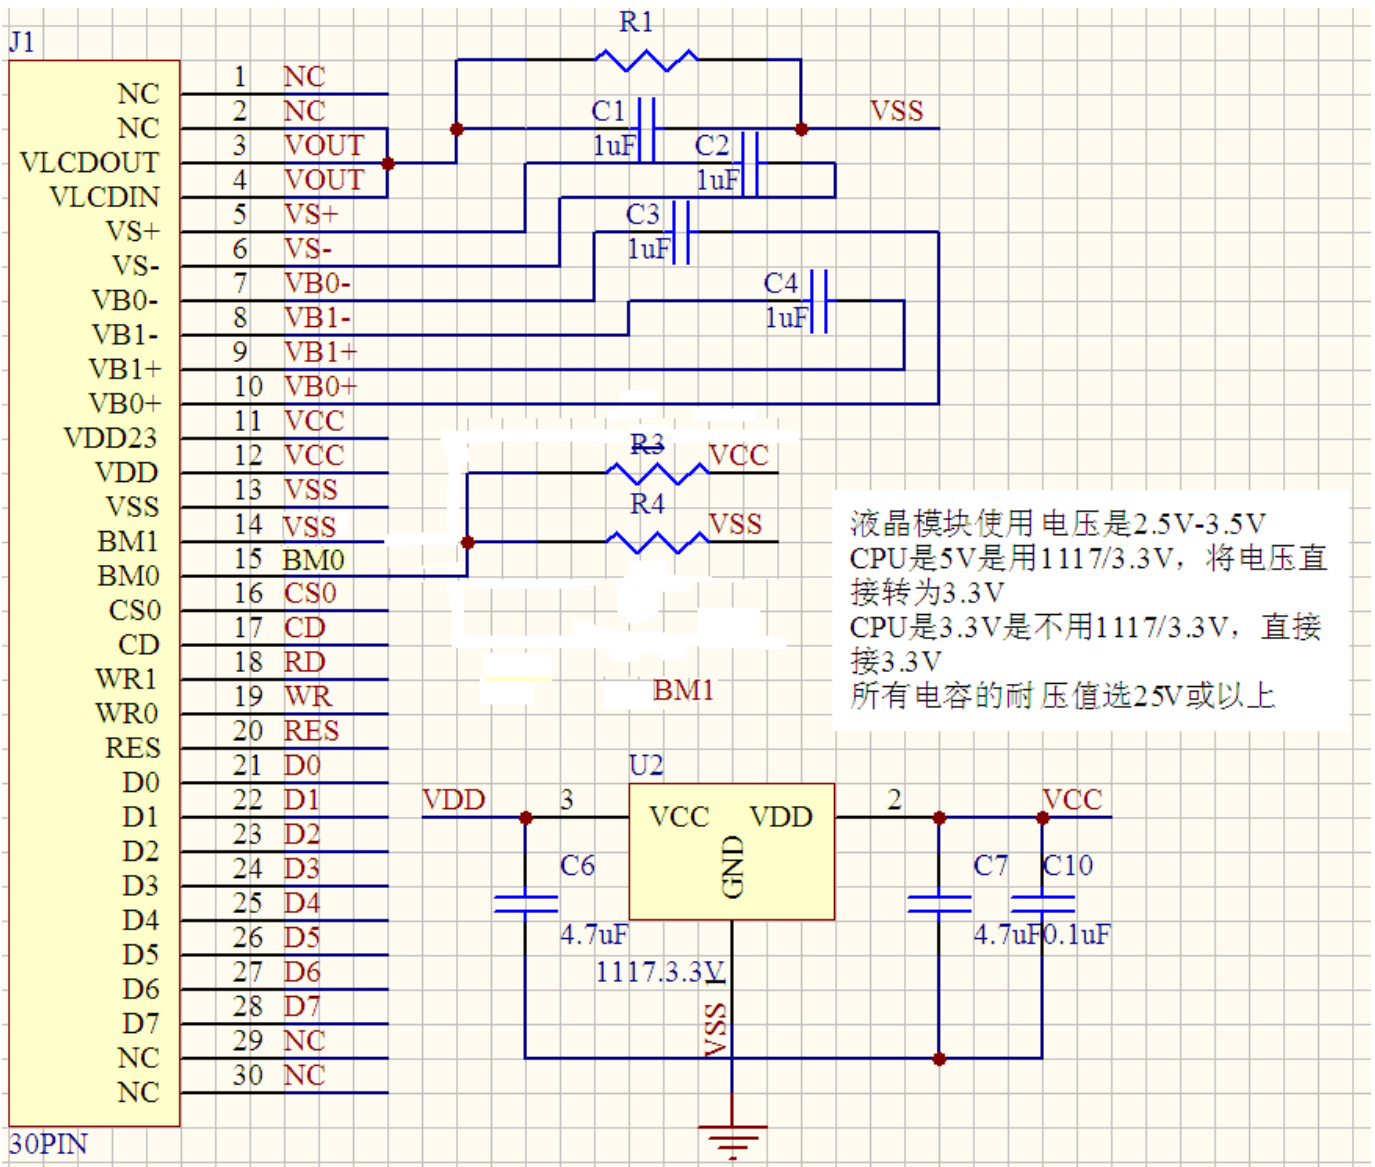 J1
R1
1 NC
NC
2 NC
NC
C1
VSS
1uF
C2
1uF
3 VOUT
VLCDOUT
4 VOUT
VLCDIN
5 VS+
VS+
C3
1uF
6 VS-
VS-
7 VB0-
VB0-
C4
1uF
8 VB1-
VB1-
9 VB1+
VB1+
10 VB0+
VB0+
11 VCC
VDD23
R3 VCC
12 VCC
VDD
13 VSS
VSS
R4 VSS
14 VSS
BM1
15 BM0
BM0
16 CS0
CS0
17 CD
CD
18 RD
WR1
19 WR
WR0
BM1
20 RES
RES
21 D0
D0
22 D1
D1
23 D2
D2
24 D3
D3
25 D4
D4
26 D5
D5
27 D6
D6
28 D7
D7
29 NC
NC
30 NC
NC
30PIN
液晶模块使用电压是2.5V-3.5V
CPU是5V是用1117/3.3V，将电压直
接转为3.3V
CPU是3.3V是不用1117/3.3V，直接
接3.3V
所有电容的耐压值选25V或以上
U2
VDD 3 VCC VDD 2 VCC
GND
C6
4.7uF
C7
4.7uF
C10
0.1uF
1117.3.3V
1
VSS